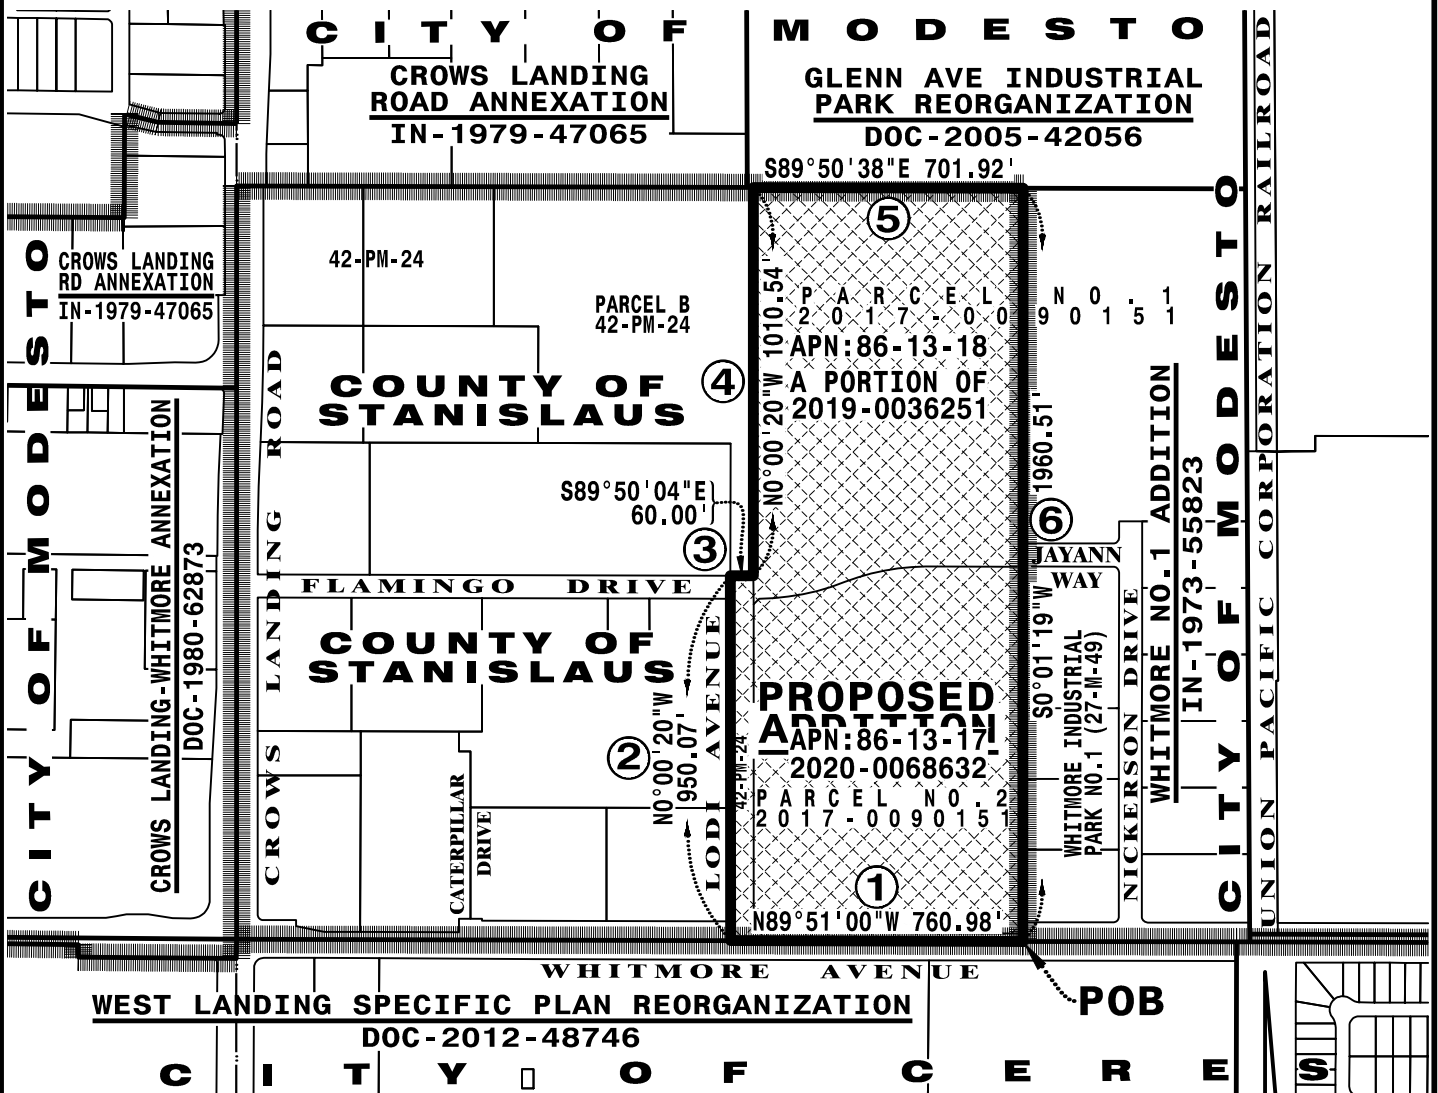 CITY OF
MODESTO
CROWS LANDING
ROAD ANNEXATION
IN-1979-47065
GLENN AVE INDUSTRIAL
PARK REORGANIZATION
DOC-2005-42056
S89°50'38"E 701.92'
5
CROWS LANDING
RD ANNEXATION
IN-1979-47065
42-PM-24
PARCEL B
42-PM-24
PARCEL NO.1
2017-0090151
APN:86-13-18
A PORTION OF
2019-0036251
N0°00'20"W 1010.54'
4
COUNTY OF
STANISLAUS
S89°50'04"E
60.00'
3
1960.51'
S0°01'19"W
6
JAYANN
WAY
FLAMINGO DRIVE
COUNTY OF
STANISLAUS
CITY OF MODESTO
CROWS LANDING-WHITMORE ANNEXATION
DOC-1980-62873
CROWS LANDING ROAD
CATERPILLAR
DRIVE
2
N0°00'20"W
950.07'
LODI AVENUE
42-PM-24
PROPOSED
ADDITION
APN:86-13-17
2020-0068632
PARCEL NO.2
2017-0090151
1
N89°51'00"W 760.98'
WHITMORE INDUSTRIAL
PARK NO.1 (27-M-49)
NICKERSON DRIVE
WHITMORE NO.1 ADDITION
IN-1973-55823
CITY OF MODESTO
UNION PACIFIC CORPORATION RAILROAD
WHITMORE AVENUE
POB
WEST LANDING SPECIFIC PLAN REORGANIZATION
DOC-2012-48746
CITY OF CERES